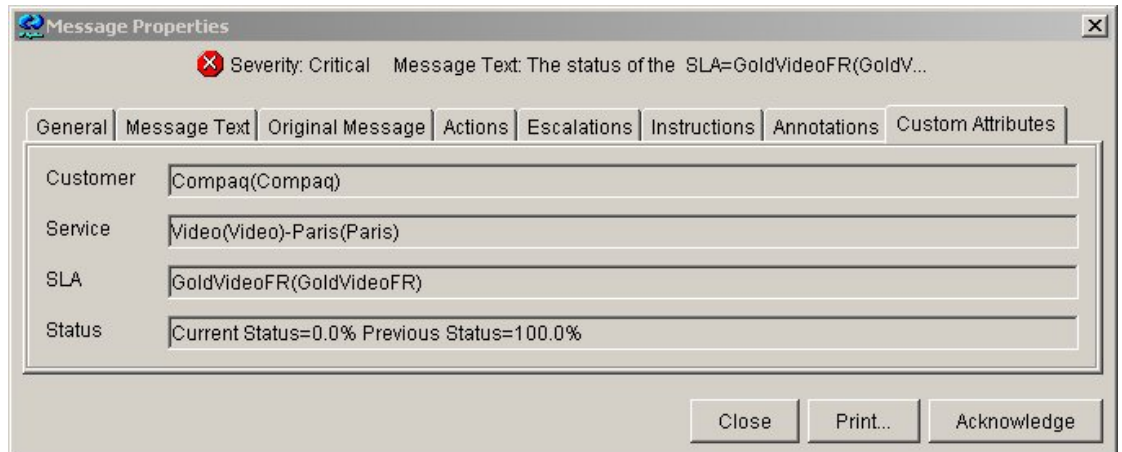 Message Properties
Severity: Critical Message Text: The status of the SLA=GoldVideoFR(GoldV...
General Message Text Original Message Actions Escalations Instructions Annotations Custom Attributes
Customer Compaq(Compaq)
Service Video(Video)-Paris(Paris)
SLA GoldVideoFR(GoldVideoFR)
Status Current Status=0.0% Previous Status=100.0%
Close Print... Acknowledge